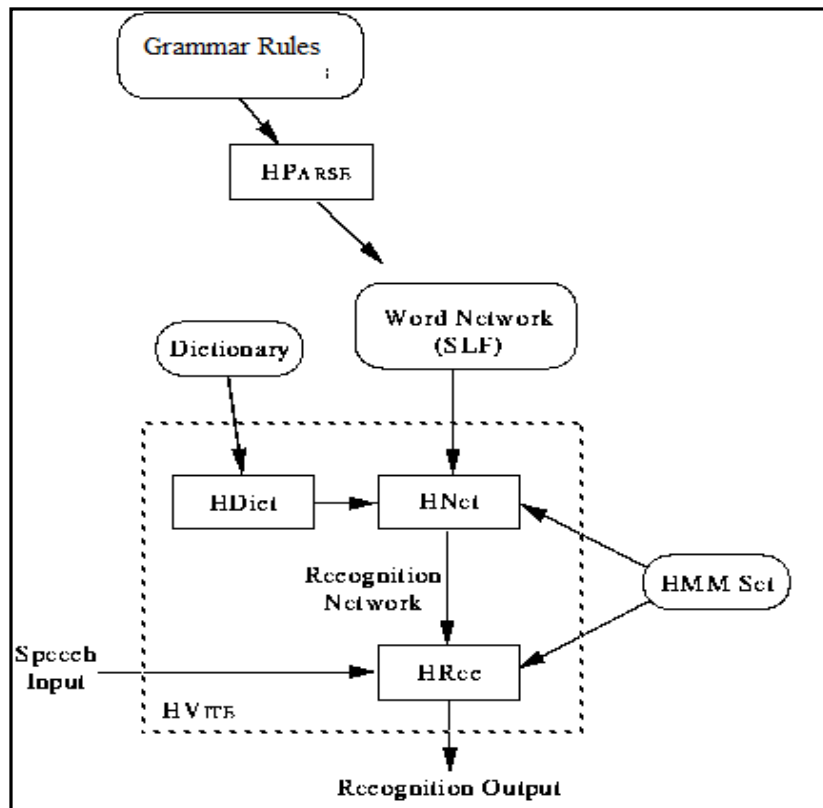 Grammar Rules
HPARSE
Word Network
(SLF)
Dictionary
HDict
HNet
Recognition
Network
HMM Set
Speech
Input
HRec
HVITE
Recognition Output